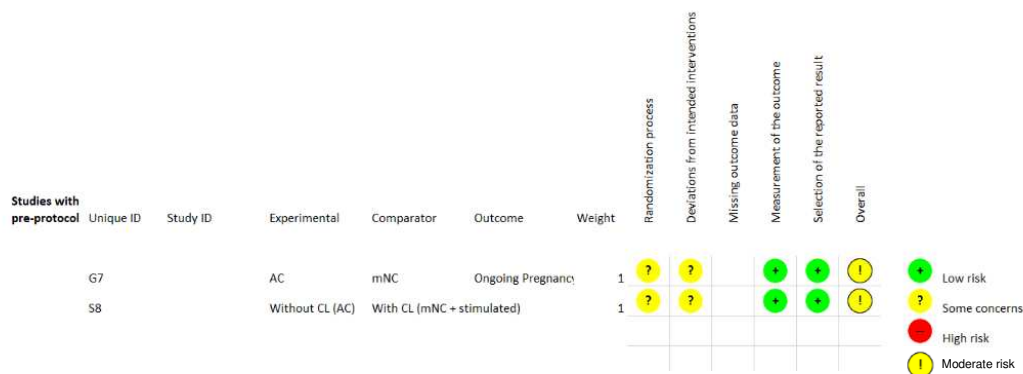 Randomization process
Deviations from intended interventions
Missing outcome data
Measurement of the outcome
Selection of the reported result
Overall
Studies with
pre-protocol Unique ID Study ID Experimental Comparator Outcome Weight
G7 AC mNC Ongoing Pregnancy 1 ? ? + + !
S8 Without CL (AC) With CL (mNC + stimulated) 1 ? ? + + !
+ Low risk
? Some concerns
− High risk
! Moderate risk